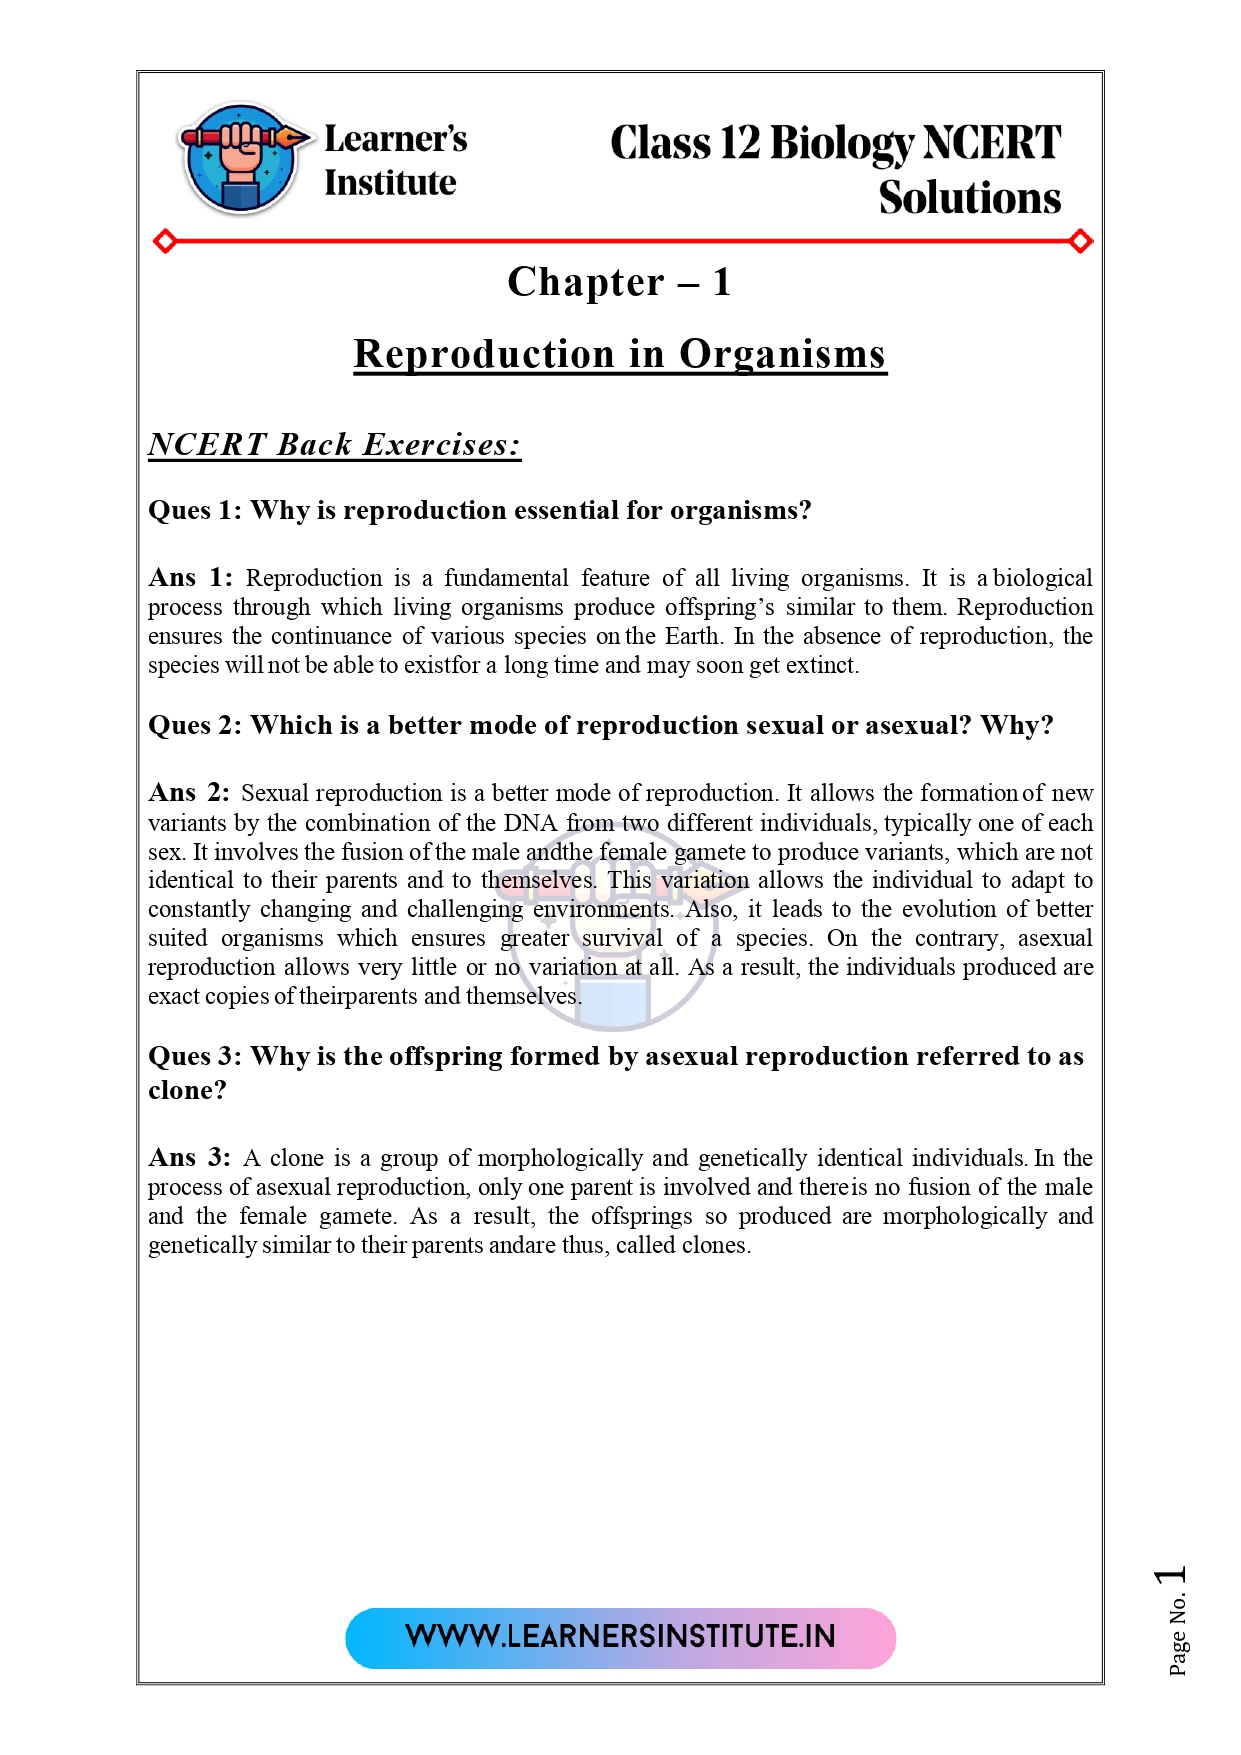 Learner's
Institute
Class 12 Biology NCERT
Solutions
Chapter – 1
Reproduction in Organisms
NCERT Back Exercises:
Ques 1: Why is reproduction essential for organisms?
Ans 1: Reproduction is a fundamental feature of all living organisms. It is a biological
process through which living organisms produce offspring’s similar to them. Reproduction
ensures the continuance of various species on the Earth. In the absence of reproduction, the
species will not be able to existfor a long time and may soon get extinct.
Ques 2: Which is a better mode of reproduction sexual or asexual? Why?
Ans 2: Sexual reproduction is a better mode of reproduction. It allows the formation of new
variants by the combination of the DNA from two different individuals, typically one of each
sex. It involves the fusion of the male andthe female gamete to produce variants, which are not
identical to their parents and to themselves. This variation allows the individual to adapt to
constantly changing and challenging environments. Also, it leads to the evolution of better
suited organisms which ensures greater survival of a species. On the contrary, asexual
reproduction allows very little or no variation at all. As a result, the individuals produced are
exact copies of theirparents and themselves.
Ques 3: Why is the offspring formed by asexual reproduction referred to as
clone?
Ans 3: A clone is a group of morphologically and genetically identical individuals. In the
process of asexual reproduction, only one parent is involved and thereis no fusion of the male
and the female gamete. As a result, the offsprings so produced are morphologically and
genetically similar to their parents andare thus, called clones.
WWW.LEARNERSINSTITUTE.IN
Page No. 1